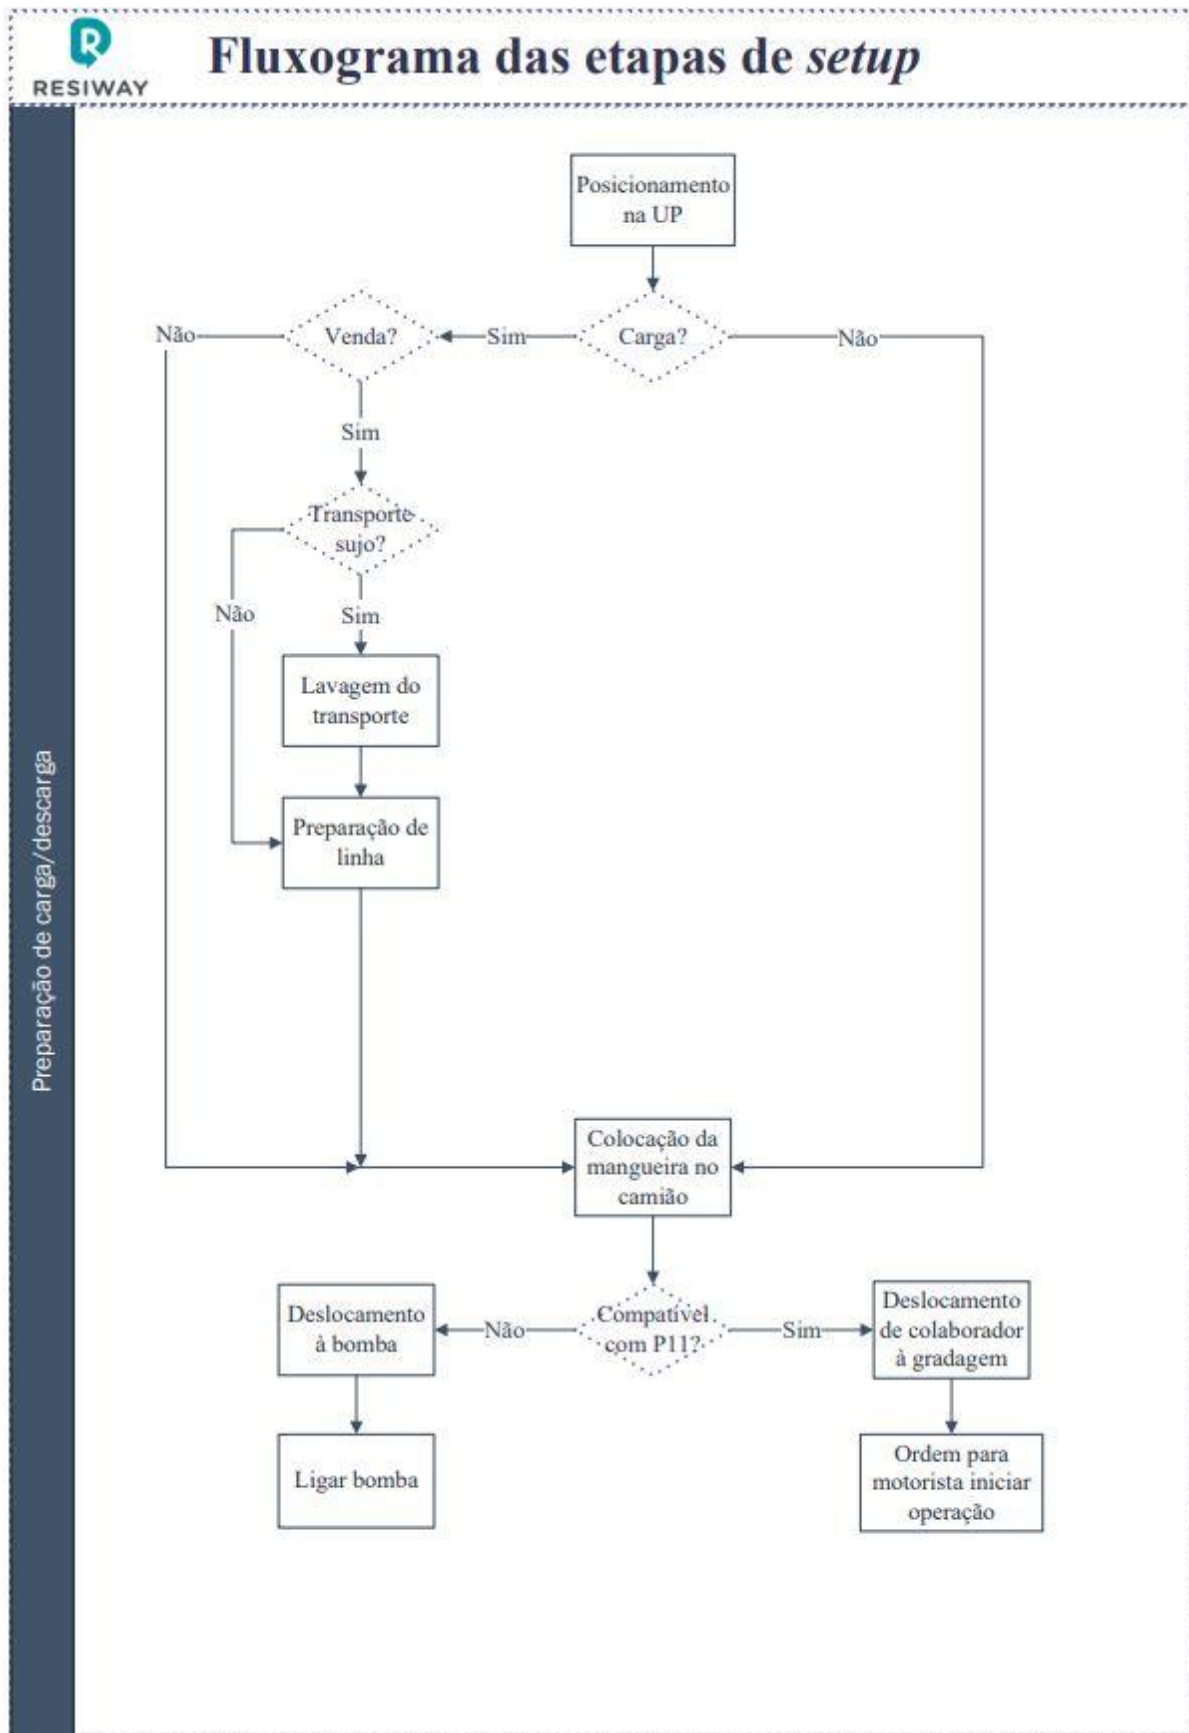 RESIWAY
Fluxograma das etapas de setup
Preparação de carga/descarga
Posicionamento
na UP
Não
Venda?
Sim
Carga?
Não
Sim
Transporte
sujo?
Não
Sim
Lavagem do
transporte
Preparação de
linha
Colocação da
mangueira no
camião
Deslocamento
à bomba
Não
Compatível
com P11?
Sim
Deslocamento
de colaborador
à gradagem
Ligar bomba
Ordem para
motorista iniciar
operação